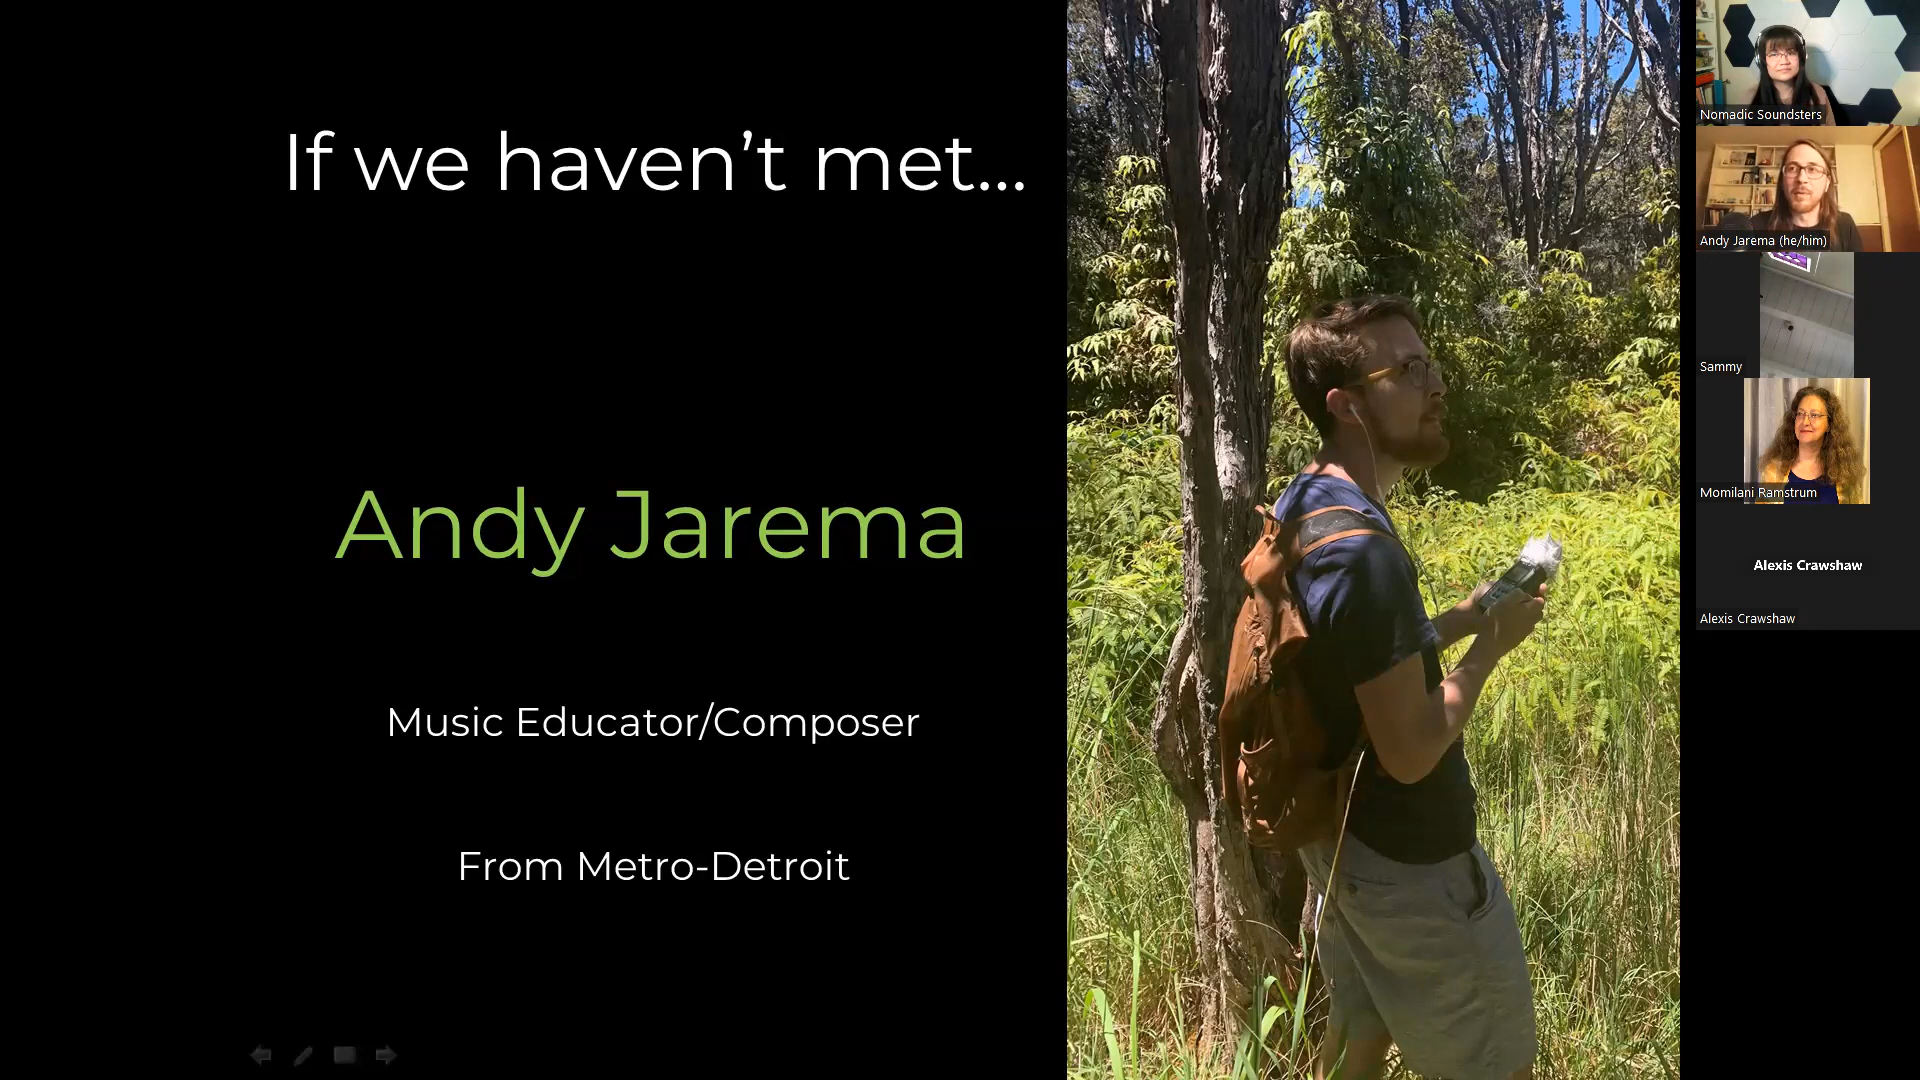 If we haven’t met...
Andy Jarema
Music Educator/Composer
From Metro-Detroit
Nomadic Soundsters
Andy Jarema (he/him)
Sammy
Momilani Ramstrum
Alexis Crawshaw
Alexis Crawshaw